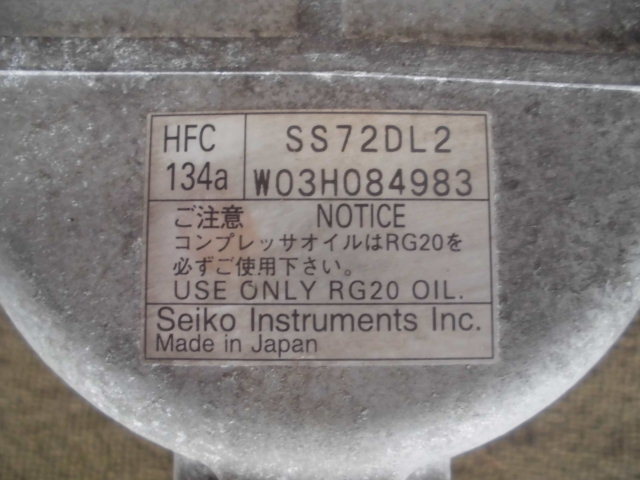 HFC
134a
SS72DL2
W03H084983
ご注意 NOTICE
コンプレッサオイルはRG20を
必ずご使用下さい。
USE ONLY RG20 OIL.
Seiko Instruments Inc.
Made in Japan